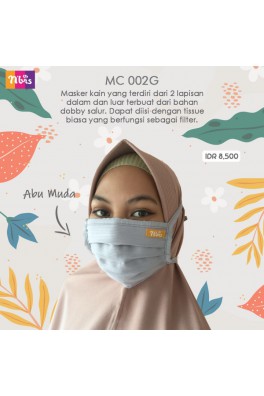 Nibras
MC 002G
Masker kain yang terdiri dari 2 lapisan
dalam dan luar terbuat dari bahan
dobby salur. Dapat diisi dengan tissue
biasa yang berfungsi sebagai filter.
IDR 8,500
Abu Muda